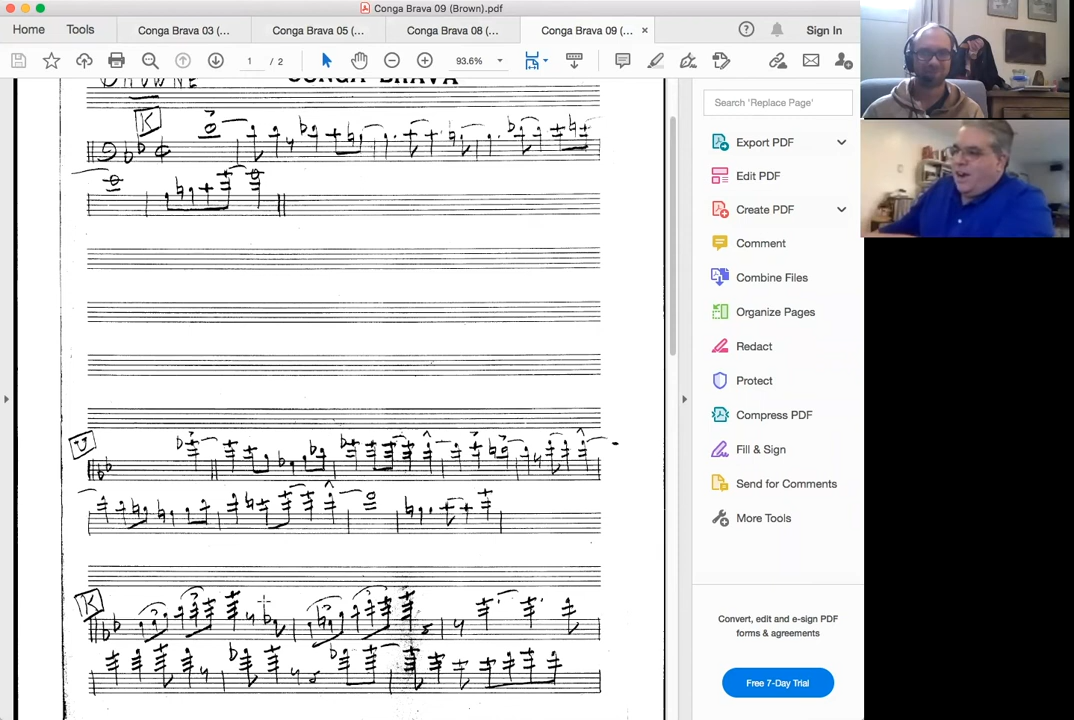 Conga Brava 09 (Brown).pdf
Home
Tools
Conga Brava 03 (...
Conga Brava 05 (...
Conga Brava 08 (...
Conga Brava 09 (... ×
Sign In
1 / 2
93.6%
BROWNE
CONGA BRAVA
K
U
K
Search 'Replace Page'
Export PDF
Edit PDF
Create PDF
Comment
Combine Files
Organize Pages
Redact
Protect
Compress PDF
Fill & Sign
Send for Comments
More Tools
Convert, edit and e-sign PDF
forms & agreements
Free 7-Day Trial